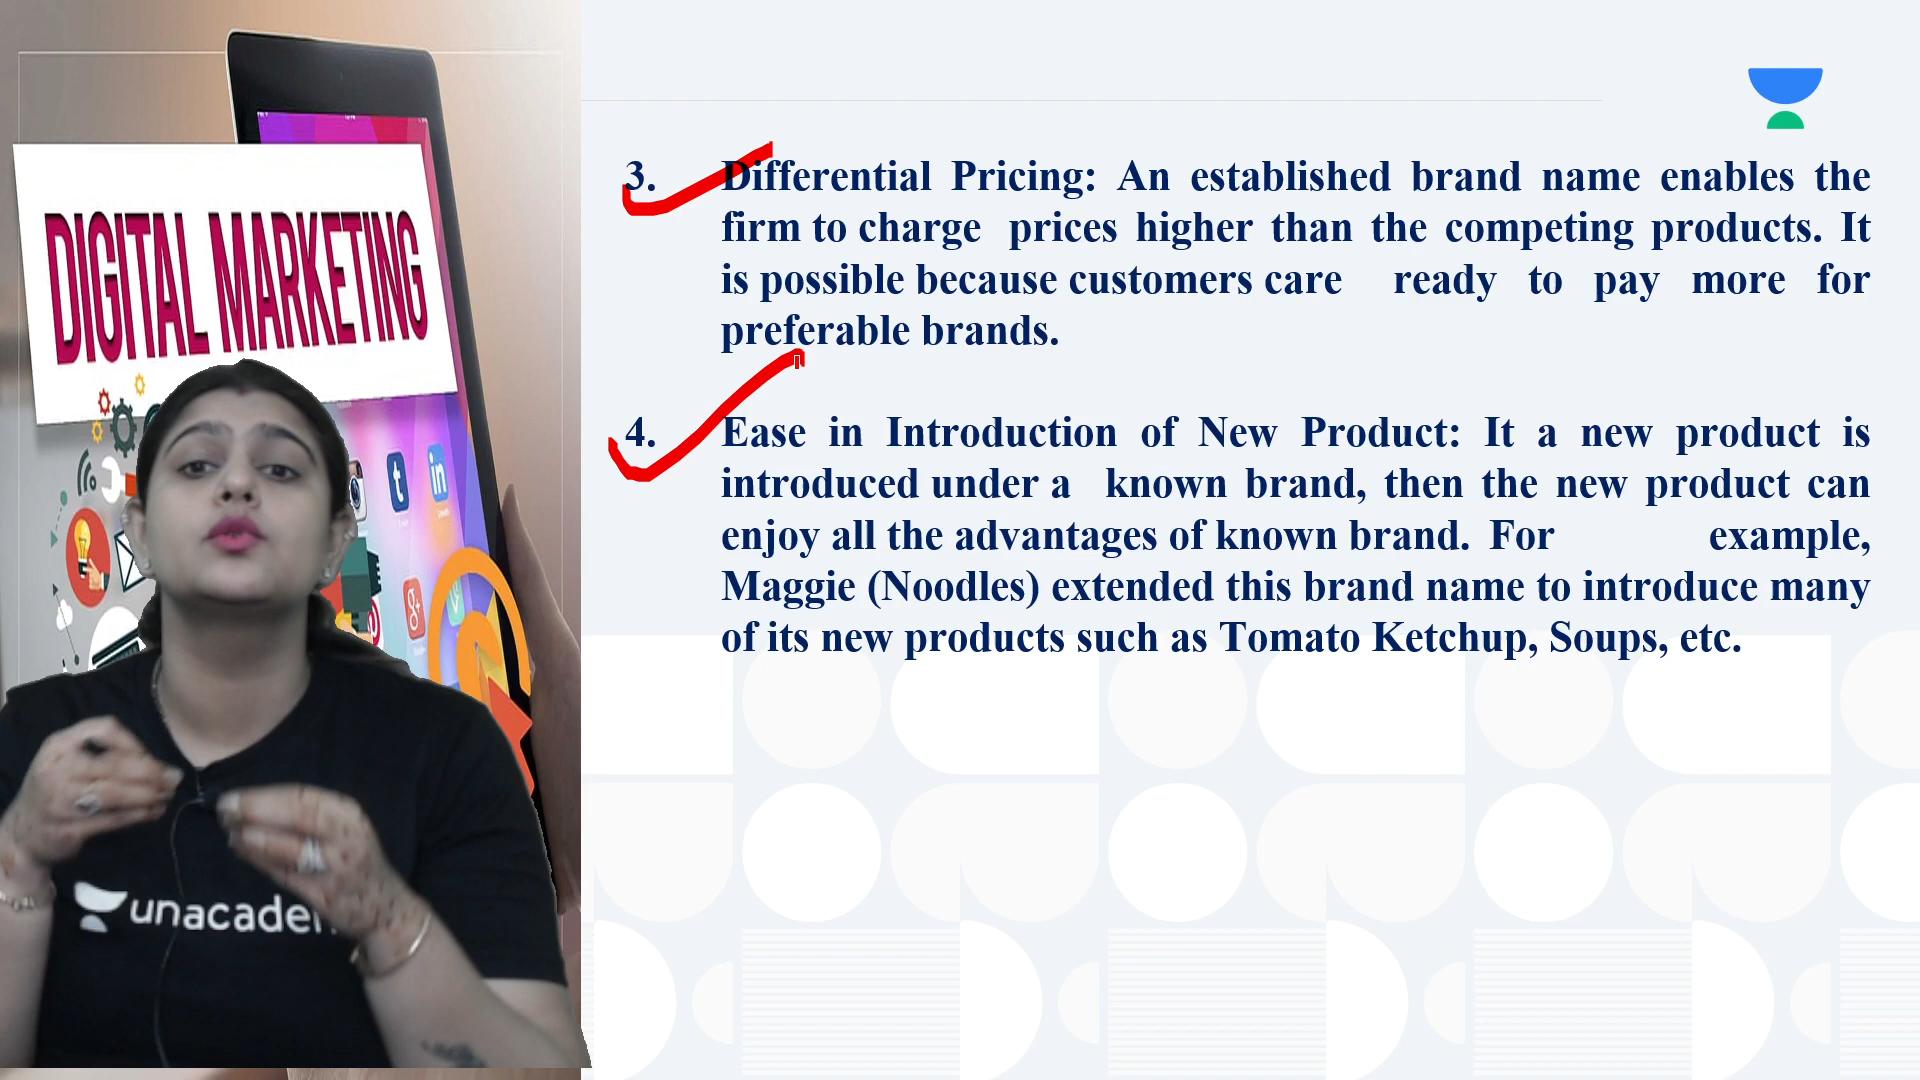 DIGITAL MARKETING
t
in
g+
unacade
3. Differential Pricing: An established brand name enables the
firm to charge prices higher than the competing products. It
is possible because customers care ready to pay more for
preferable brands.
4. Ease in Introduction of New Product: It a new product is
introduced under a known brand, then the new product can
enjoy all the advantages of known brand. For example,
Maggie (Noodles) extended this brand name to introduce many
of its new products such as Tomato Ketchup, Soups, etc.